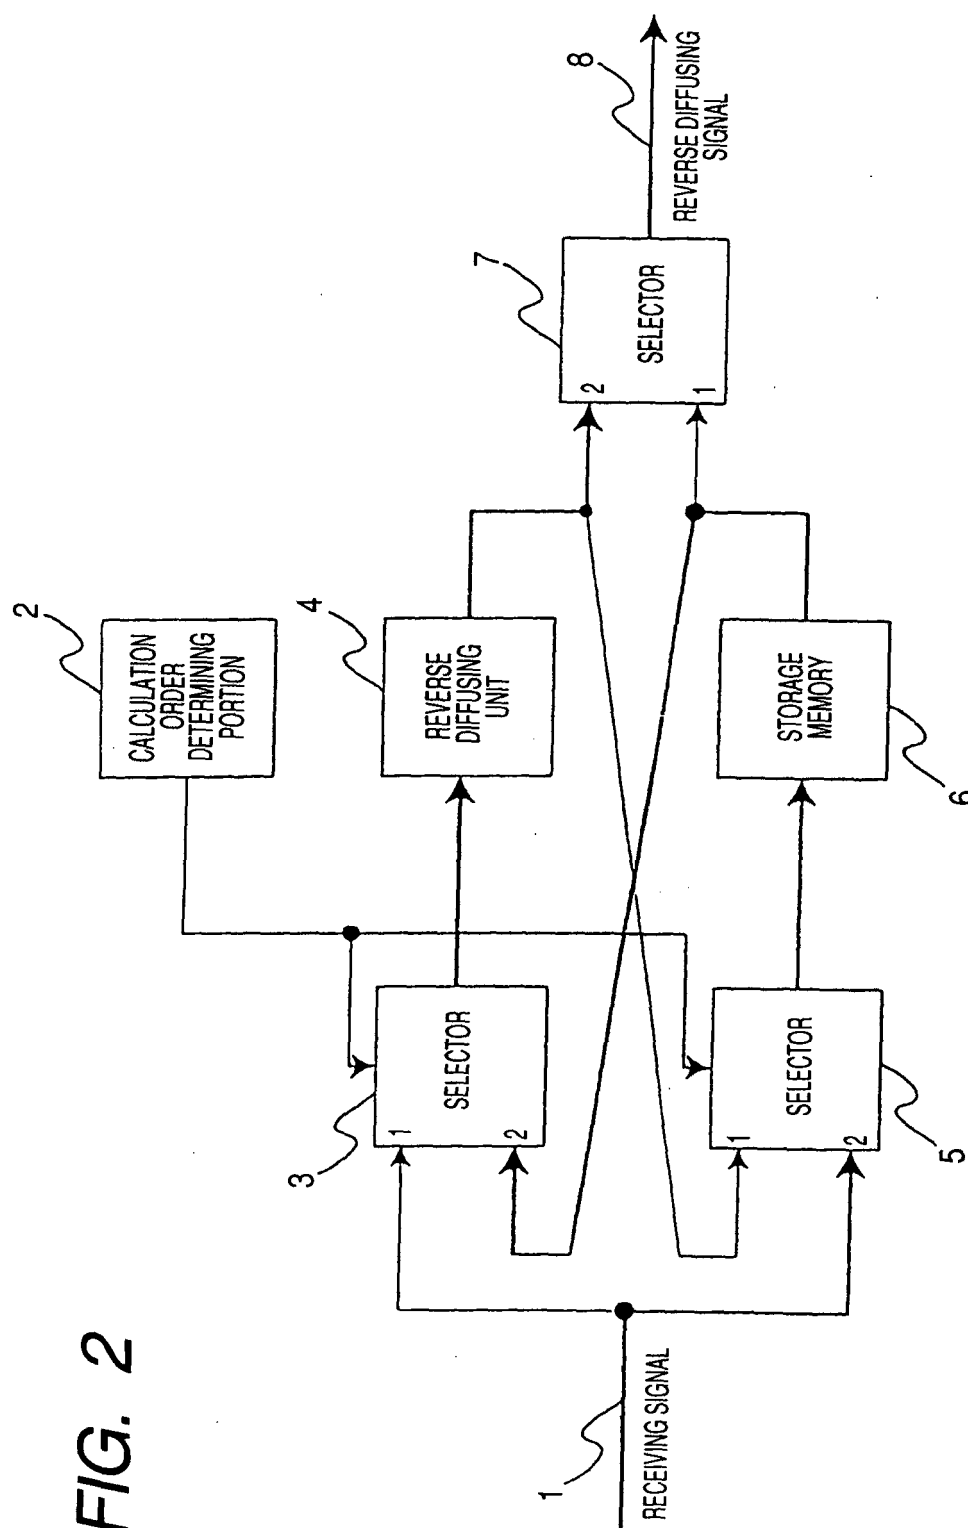 FIG. 2
1
RECEIVING SIGNAL
2
CALCULATION
ORDER
DETERMINING
PORTION
3
1
2
SELECTOR
4
REVERSE
DIFFUSING
UNIT
5
1
2
SELECTOR
6
STORAGE
MEMORY
7
2
1
SELECTOR
8
REVERSE DIFFUSING
SIGNAL